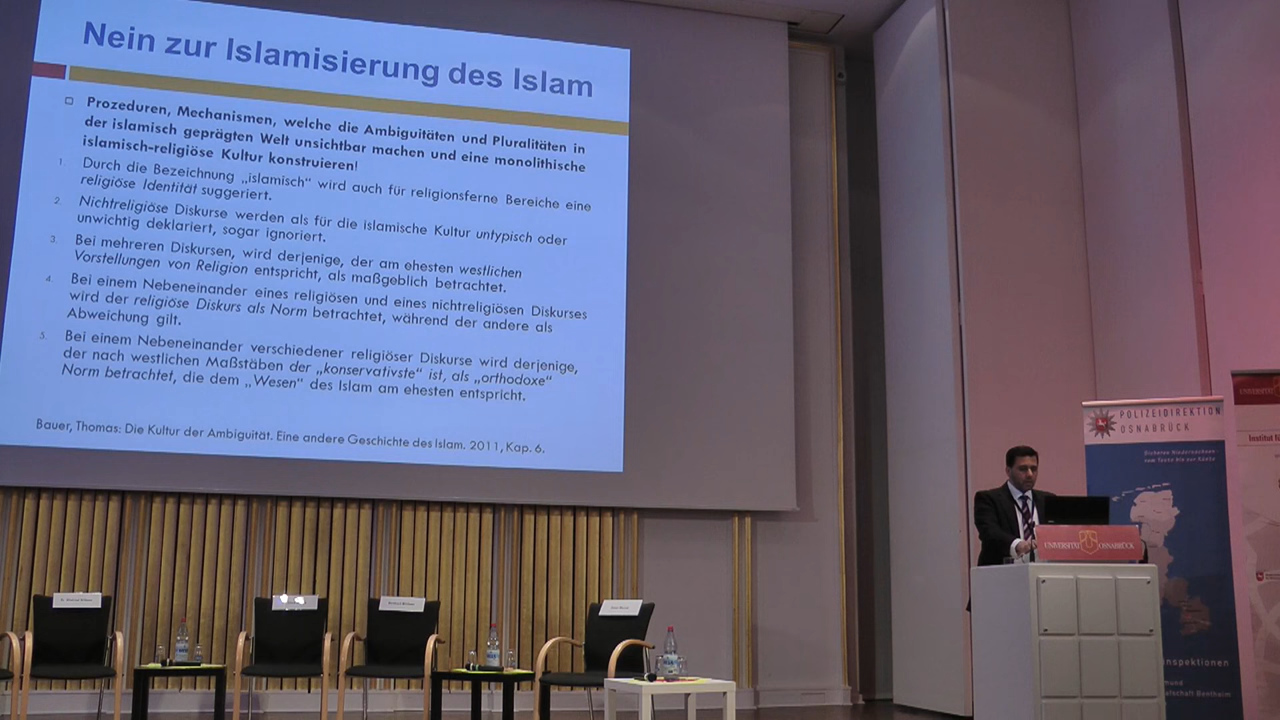 Nein zur Islamisierung des Islam
Prozeduren, Mechanismen, welche die Ambiguitäten und Pluralitäten in
der islamisch geprägten Welt unsichtbar machen und eine monolithische
islamisch-religiöse Kultur konstruieren!
1. Durch die Bezeichnung „islamisch“ wird auch für religionsferne Bereiche eine
religiöse Identität suggeriert.
2. Nichtreligiöse Diskurse werden als für die islamische Kultur untypisch oder
unwichtig deklariert, sogar ignoriert.
3. Bei mehreren Diskursen, wird derjenige, der am ehesten westlichen
Vorstellungen von Religion entspricht, als maßgeblich betrachtet.
4. Bei einem Nebeneinander eines religiösen und eines nichtreligiösen Diskurses
wird der religiöse Diskurs als Norm betrachtet, während der andere als
Abweichung gilt.
5. Bei einem Nebeneinander verschiedener religiöser Diskurse wird derjenige,
der nach westlichen Maßstäben der „konservativste“ ist, als „orthodoxe“
Norm betrachtet, die dem „Wesen“ des Islam am ehesten entspricht.
Bauer, Thomas: Die Kultur der Ambiguität. Eine andere Geschichte des Islam. 2011, Kap. 6.
POLIZEIDIREKTION
OSNABRÜCK
UNIVERSITÄT OSNABRÜCK
Institut